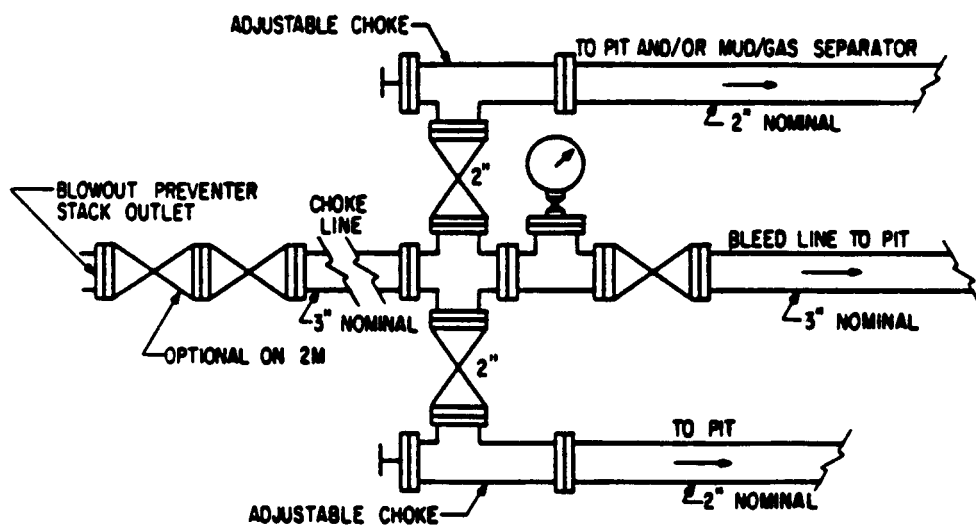 ADJUSTABLE CHOKE
TO PIT AND/OR MUD/GAS SEPARATOR
2" NOMINAL
2"
BLOWOUT PREVENTER
STACK OUTLET
CHOKE
LINE
BLEED LINE TO PIT
3" NOMINAL
3" NOMINAL
OPTIONAL ON 2M
2"
TO PIT
2" NOMINAL
ADJUSTABLE CHOKE